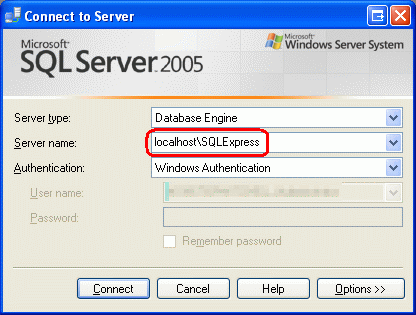 Connect to Server
Microsoft
SQL Server 2005
Microsoft
Windows Server System
Server type: Database Engine
Server name: localhost\SQLExpress
Authentication: Windows Authentication
User name:
Password:
Remember password
Connect Cancel Help Options >>